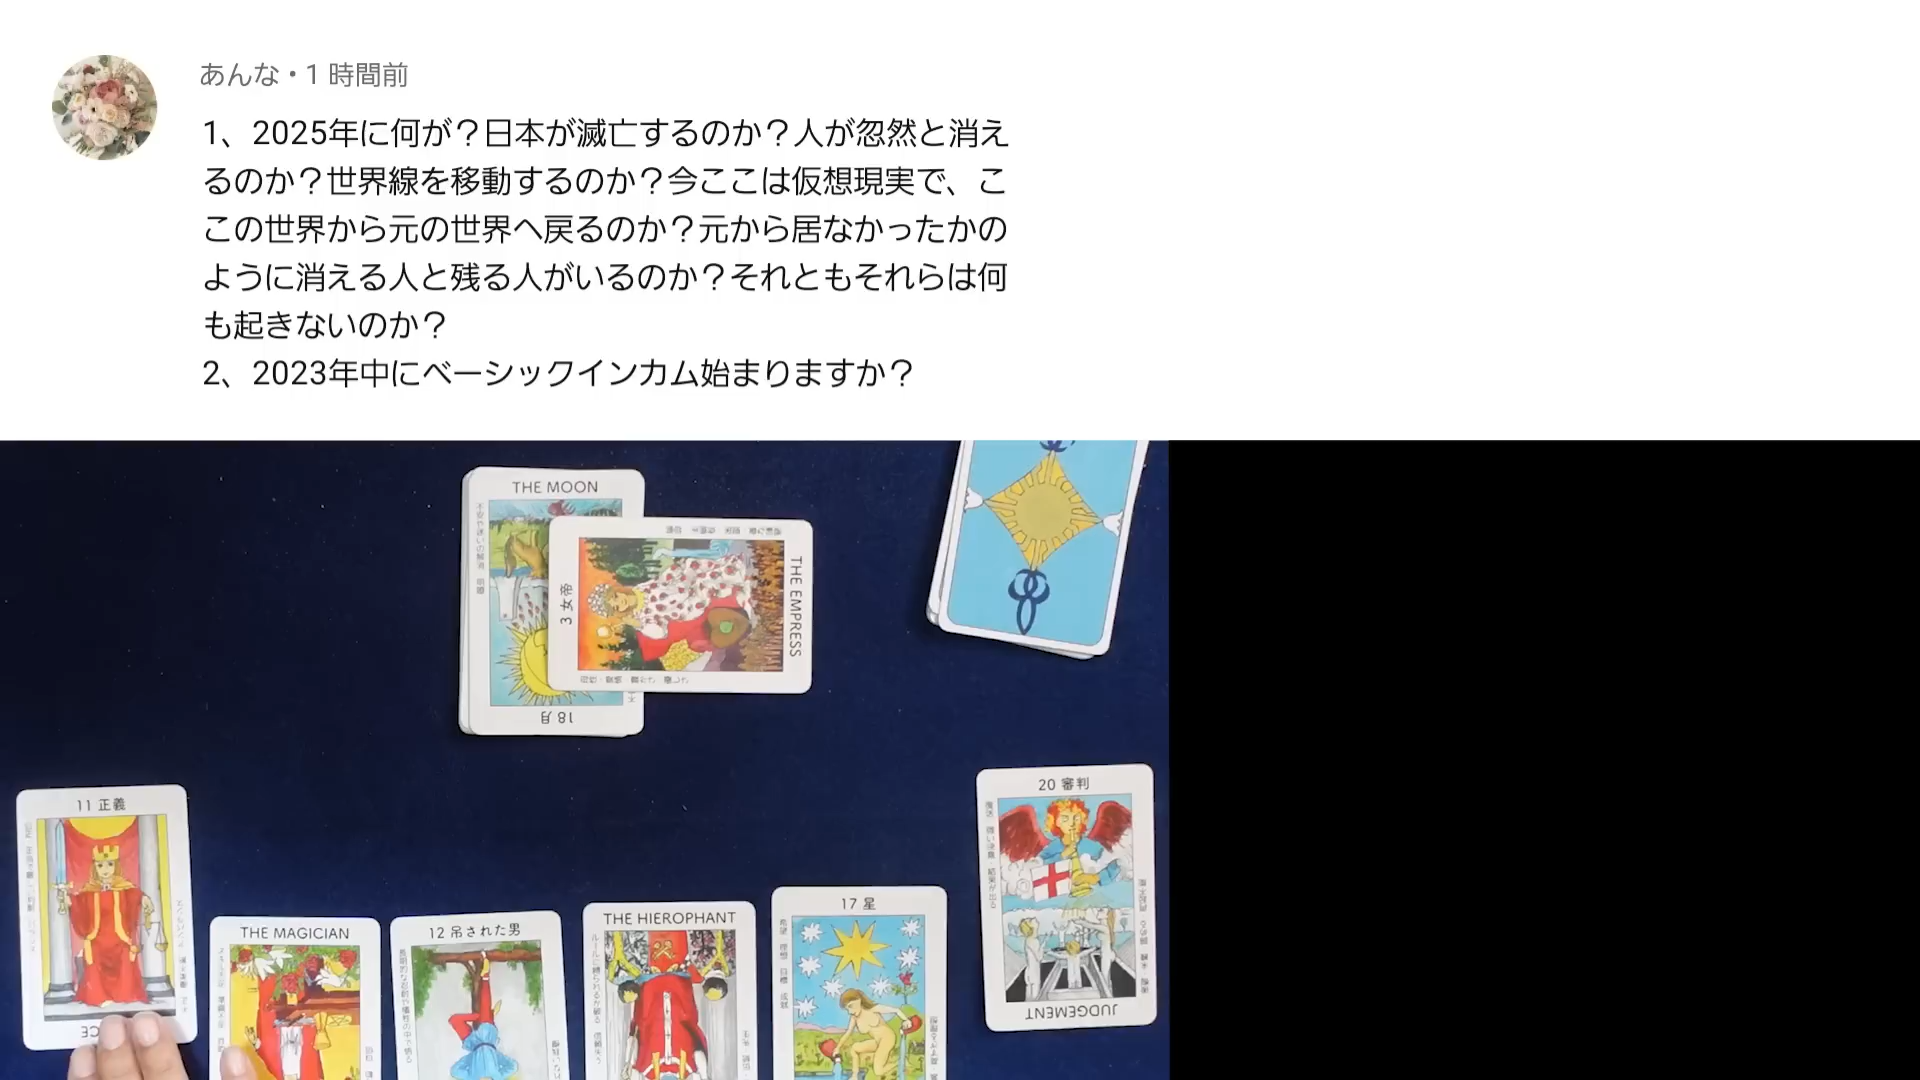 あんな • 1 時間前
1、2025年に何が？日本が滅亡するのか？人が忽然と消え
るのか？世界線を移動するのか？今ここは仮想現実で、こ
この世界から元の世界へ戻るのか？元から居なかったかの
ように消える人と残る人がいるのか？それともそれらは何
も起きないのか？
2、2023年中にベーシックインカム始まりますか？
THE MOON
18 月
3 女帝
THE EMPRESS
11 正義
THE MAGICIAN
12 吊された男
THE HIEROPHANT
17 星
20 審判
JUDGEMENT